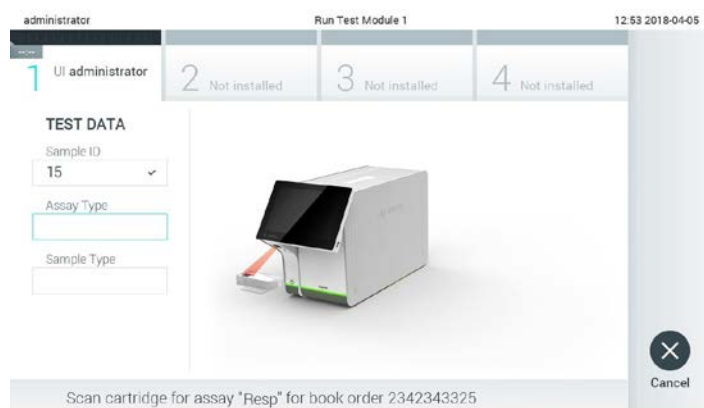 administrator
Run Test Module 1
12:53 2018-04-05
1 UI administrator
2 Not installed
3 Not installed
4 Not installed
TEST DATA
Sample ID
15
Assay Type
Sample Type
Cancel
Scan cartridge for assay "Resp" for book order 2342343325